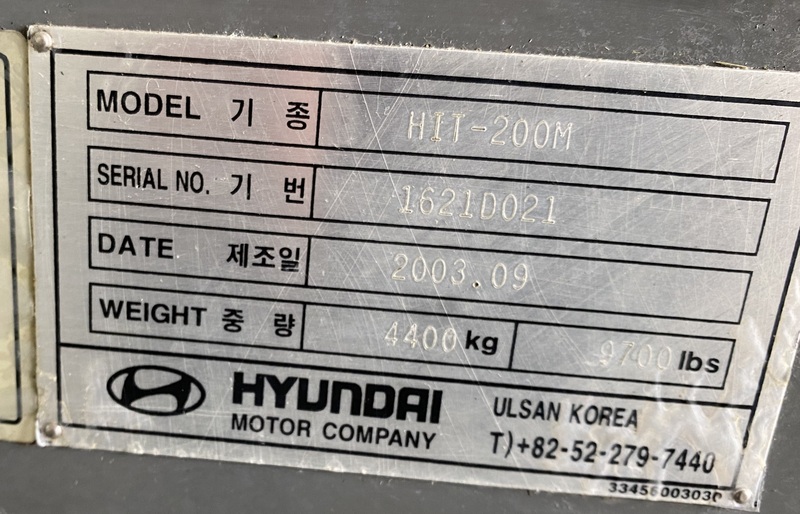 MODEL 기 종 HIT-200M
SERIAL NO. 기 번 1621D021
DATE 제조일 2003.09
WEIGHT 중 량 4400 kg 9700 lbs
HYUNDAI
MOTOR COMPANY
ULSAN KOREA
T)+82-52-279-7440
33456003030